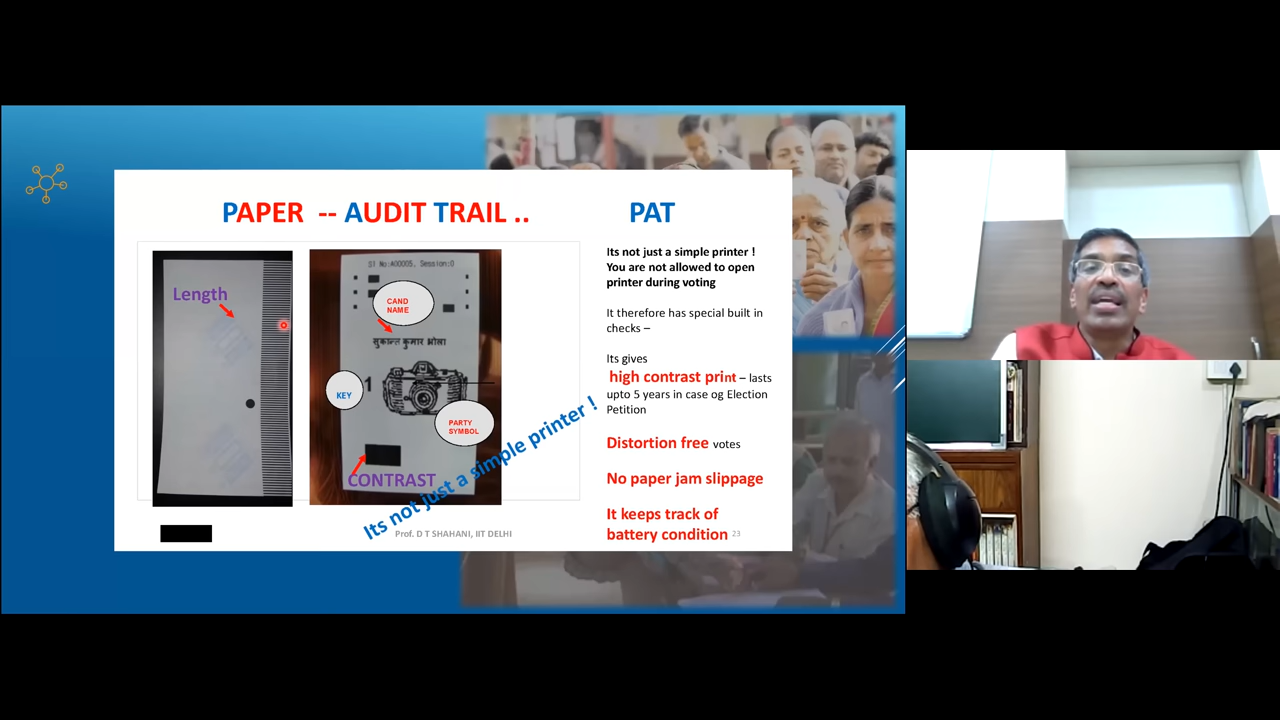 PAPER -- AUDIT TRAIL ..
PAT
Length
Sl No:A00005, Session:0
CAND
NAME
सुकान्त कुमार भोला
1
KEY
PARTY
SYMBOL
CONTRAST
Its not just a simple printer !
Its not just a simple printer !
You are not allowed to open
printer during voting
It therefore has special built in
checks –
Its gives
high contrast print – lasts
upto 5 years in case og Election
Petition
Distortion free votes
No paper jam slippage
It keeps track of
battery condition 23
Prof. D T SHAHANI, IIT DELHI